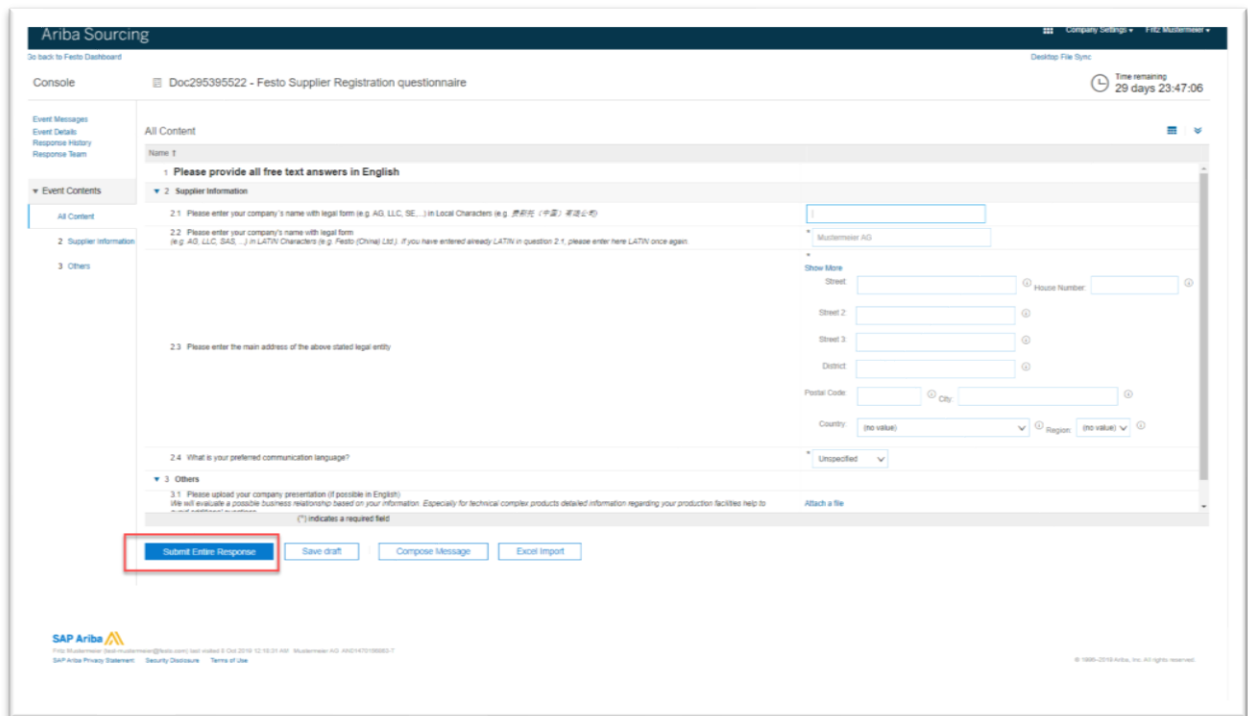 Ariba Sourcing
Company Settings Fritz Mustermeier
Go back to Festo Dashboard Desktop File Sync
Console Doc295395522 - Festo Supplier Registration questionnaire Time remaining
29 days 23:47:06
Event Messages
Event Details
Response History
Response Team
All Content
Name ↑
1 Please provide all free text answers in English
▼ Event Contents
All Content
2 Supplier Information
3 Others
▼ 2 Supplier Information
2.1 Please enter your company's name with legal form (e.g. AG, LLC, SE,...) in Local Characters (e.g. (中国)
2.2 Please enter your company's name with legal form
(e.g. AG, LLC, SAS, ...) in LATIN Characters (e.g. Festo (China) Ltd.) If you have entered already LATIN in question 2.1, please enter here LATIN once again.
* Mustermeier AG
*
Show More
Street: House Number:
Street 2:
Street 3:
2.3 Please enter the main address of the above stated legal entity
District:
Postal Code: City:
Country: (no value) Region: (no value)
2.4 What is your preferred communication language? * Unspecified
▼ 3 Others
3.1 Please upload your company presentation (if possible in English) Attach a file
We will evaluate a possible business relationship based on your information. Especially for technical complex products detailed information regarding your production facilities help to
(*) indicates a required field
Submit Entire Response Save draft Compose Message Excel Import
SAP Ariba
SAP Ariba Privacy Statement Security Disclosure Terms of Use
© 1996-2018 Ariba, Inc. All rights reserved.